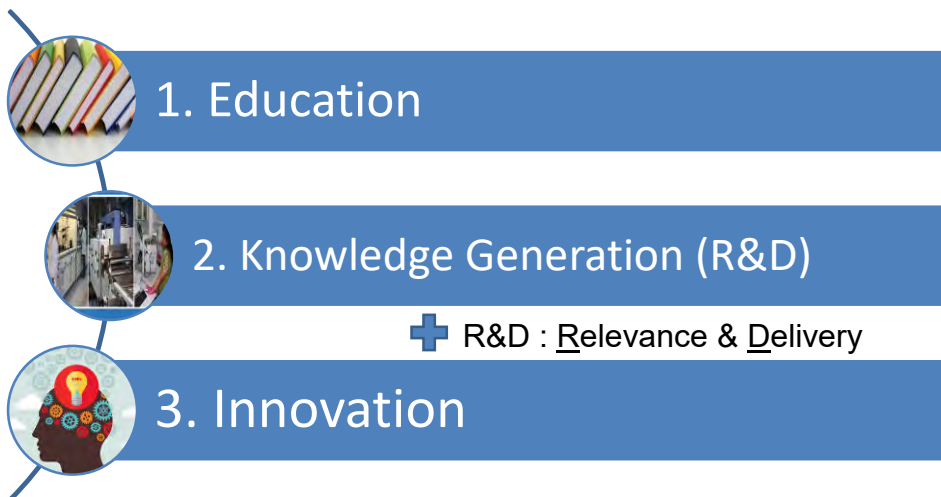 1. Education
2. Knowledge Generation (R&D)
R&D : Relevance & Delivery
3. Innovation